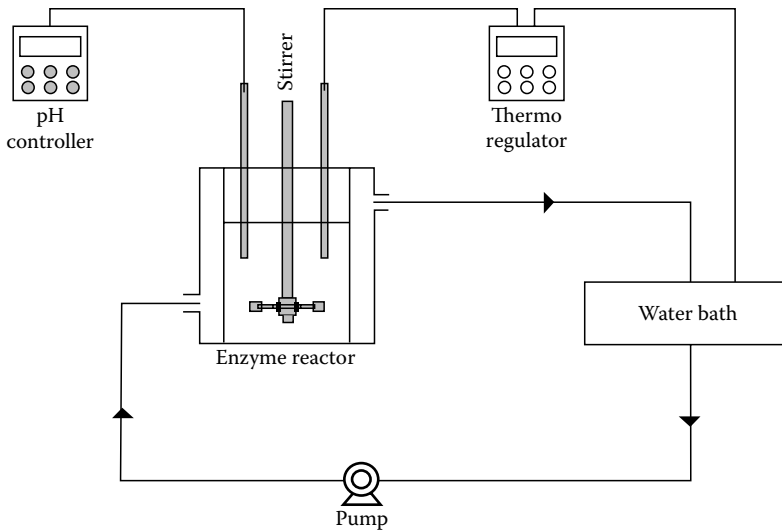 Stirrer
pH
controller
Thermo
regulator
Water bath
Enzyme reactor
Pump